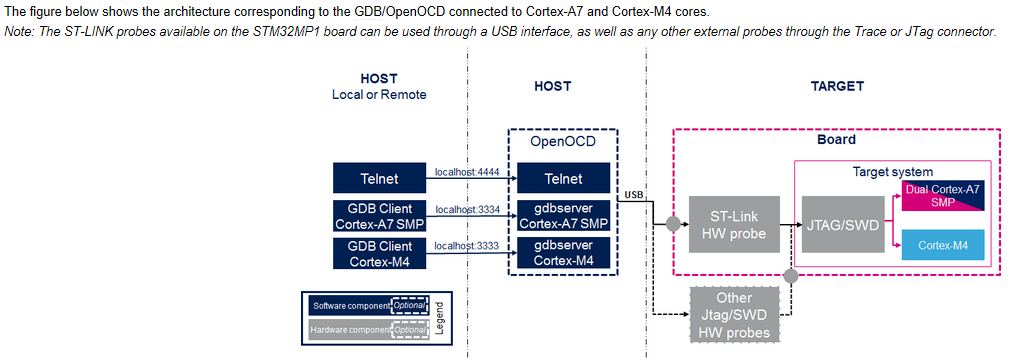 The figure below shows the architecture corresponding to the GDB/OpenOCD connected to Cortex-A7 and Cortex-M4 cores.
Note: The ST-LINK probes available on the STM32MP1 board can be used through a USB interface, as well as any other external probes through the Trace or JTag connector.
HOST
Local or Remote
HOST
TARGET
OpenOCD
Board
Target system
Telnet
localhost:4444
Telnet
GDB Client
Cortex-A7 SMP
localhost:3334
gdbserver
Cortex-A7 SMP
GDB Client
Cortex-M4
localhost:3333
gdbserver
Cortex-M4
USB
ST-Link
HW probe
JTAG/SWD
Dual Cortex-A7
SMP
Cortex-M4
Other
Jtag/SWD
HW probes
Software component
Optional
Hardware component
Optional
Legend